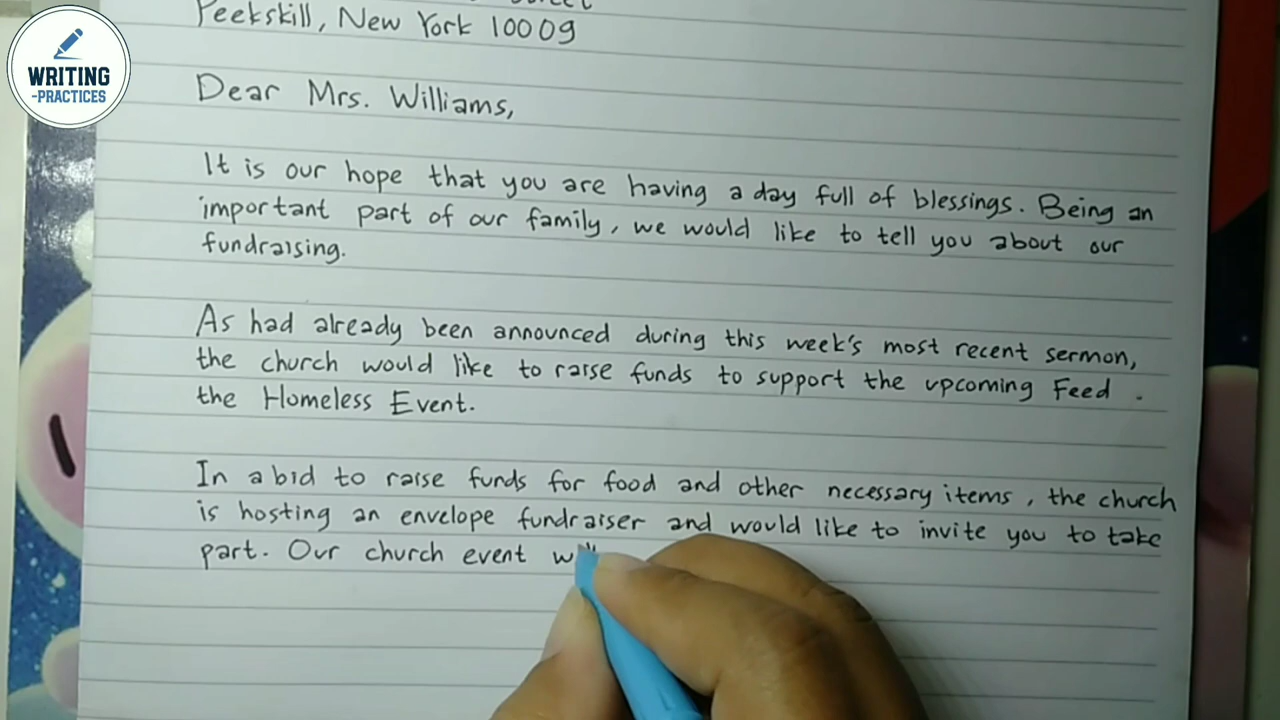 WRITING
-PRACTICES
Peekskill, New York 10009
Dear Mrs. Williams,
It is our hope that you are having a day full of blessings. Being an
important part of our family, we would like to tell you about our
fundraising.
As had already been announced during this week's most recent sermon,
the church would like to raise funds to support the upcoming Feed
the Homeless Event.
In a bid to raise funds for food and other necessary items, the church
is hosting an envelope fundraiser and would like to invite you to take
part. Our church event